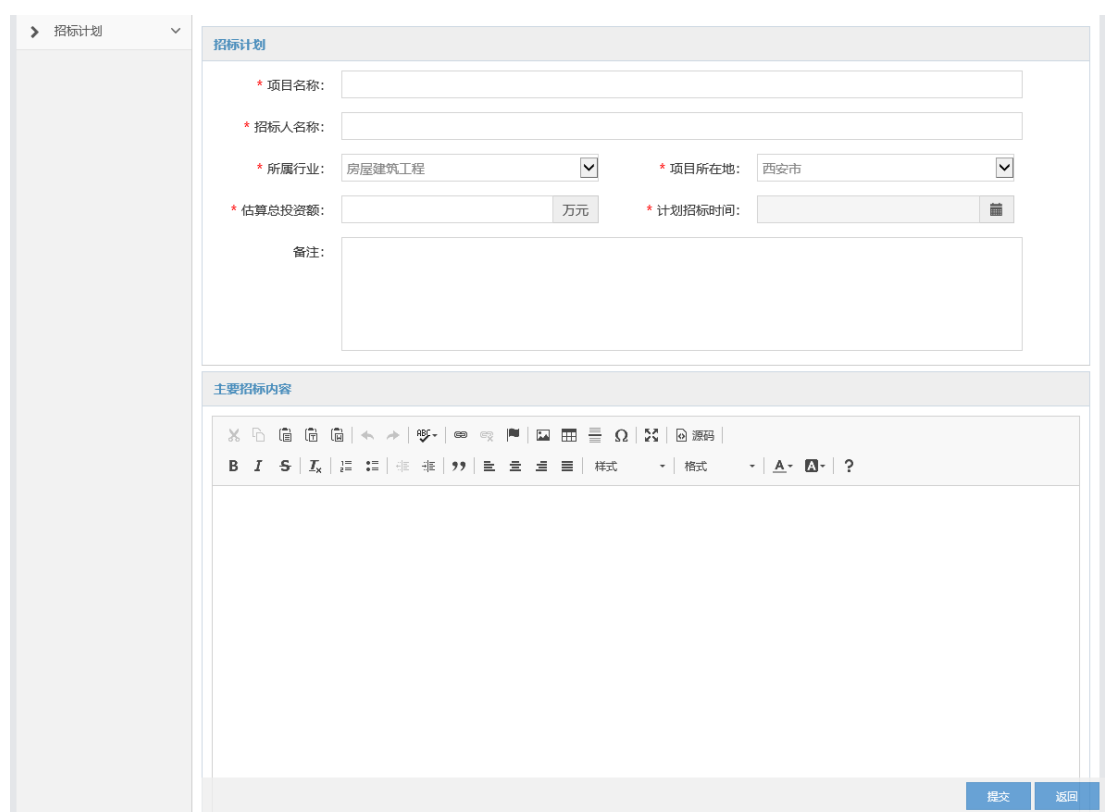 招标计划
招标计划
* 项目名称：
* 招标人名称：
* 所属行业： 房屋建筑工程 * 项目所在地： 西安市
* 估算总投资额： 万元 * 计划招标时间：
备注：
主要招标内容
ABC Ω 源码
B I S Ix 样式 格式 A A ?
提交 返回